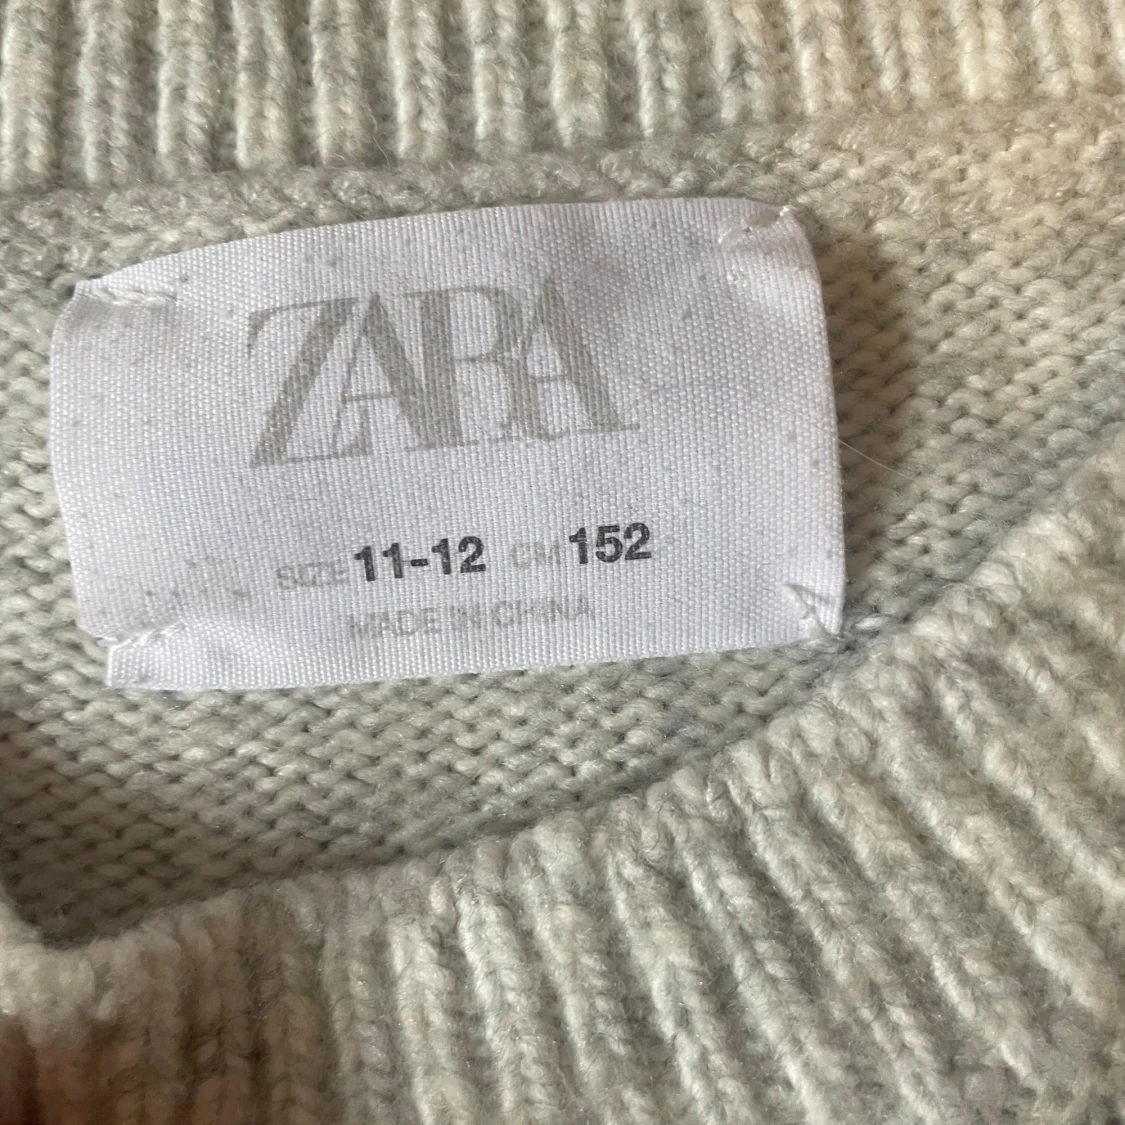 ZARA
SIZE 11-12 CM 152
MADE IN CHINA